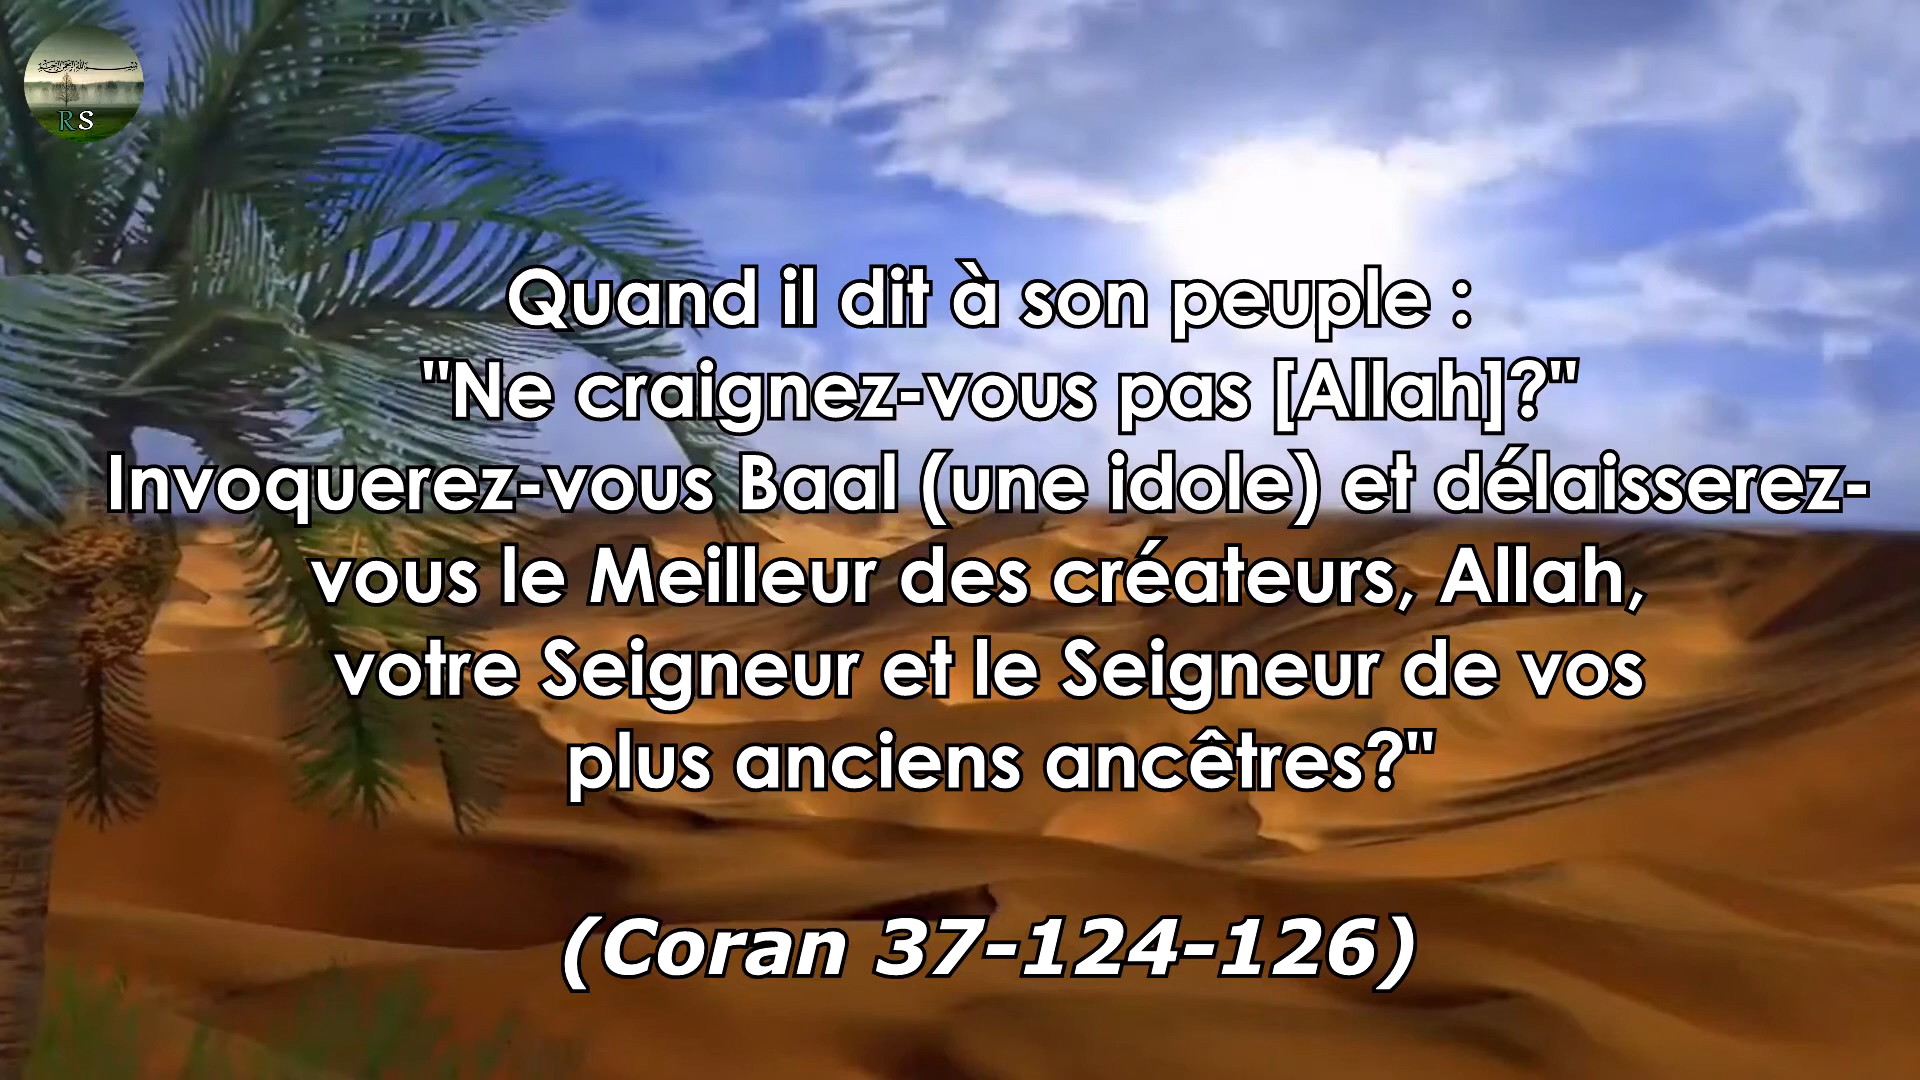 RS
Quand il dit à son peuple :
"Ne craignez-vous pas [Allah]?"
Invoquerez-vous Baal (une idole) et délaisserez-
vous le Meilleur des créateurs, Allah,
votre Seigneur et le Seigneur de vos
plus anciens ancêtres?"
(Coran 37-124-126)